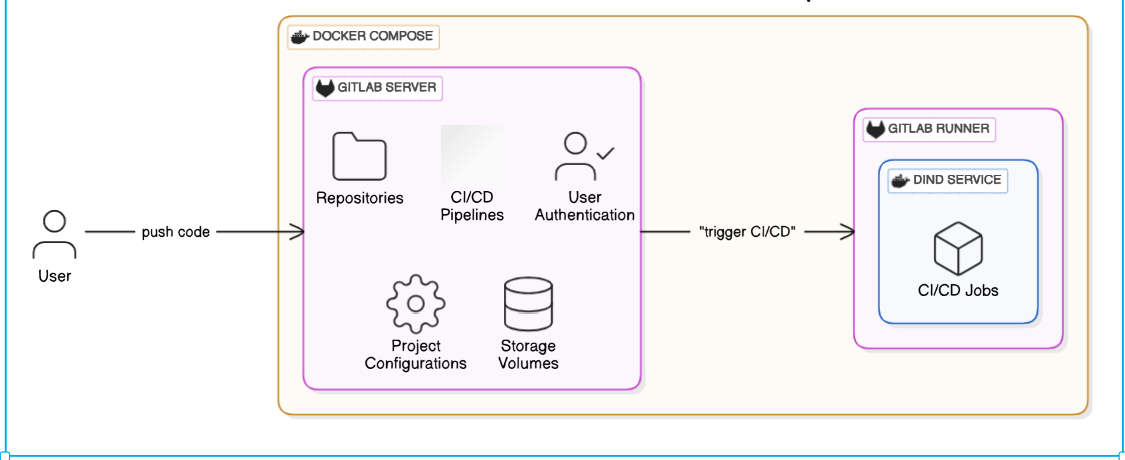 DOCKER COMPOSE
GITLAB SERVER
Repositories
CI/CD
Pipelines
User
Authentication
Project
Configurations
Storage
Volumes
User
push code
"trigger CI/CD"
GITLAB RUNNER
DIND SERVICE
CI/CD Jobs